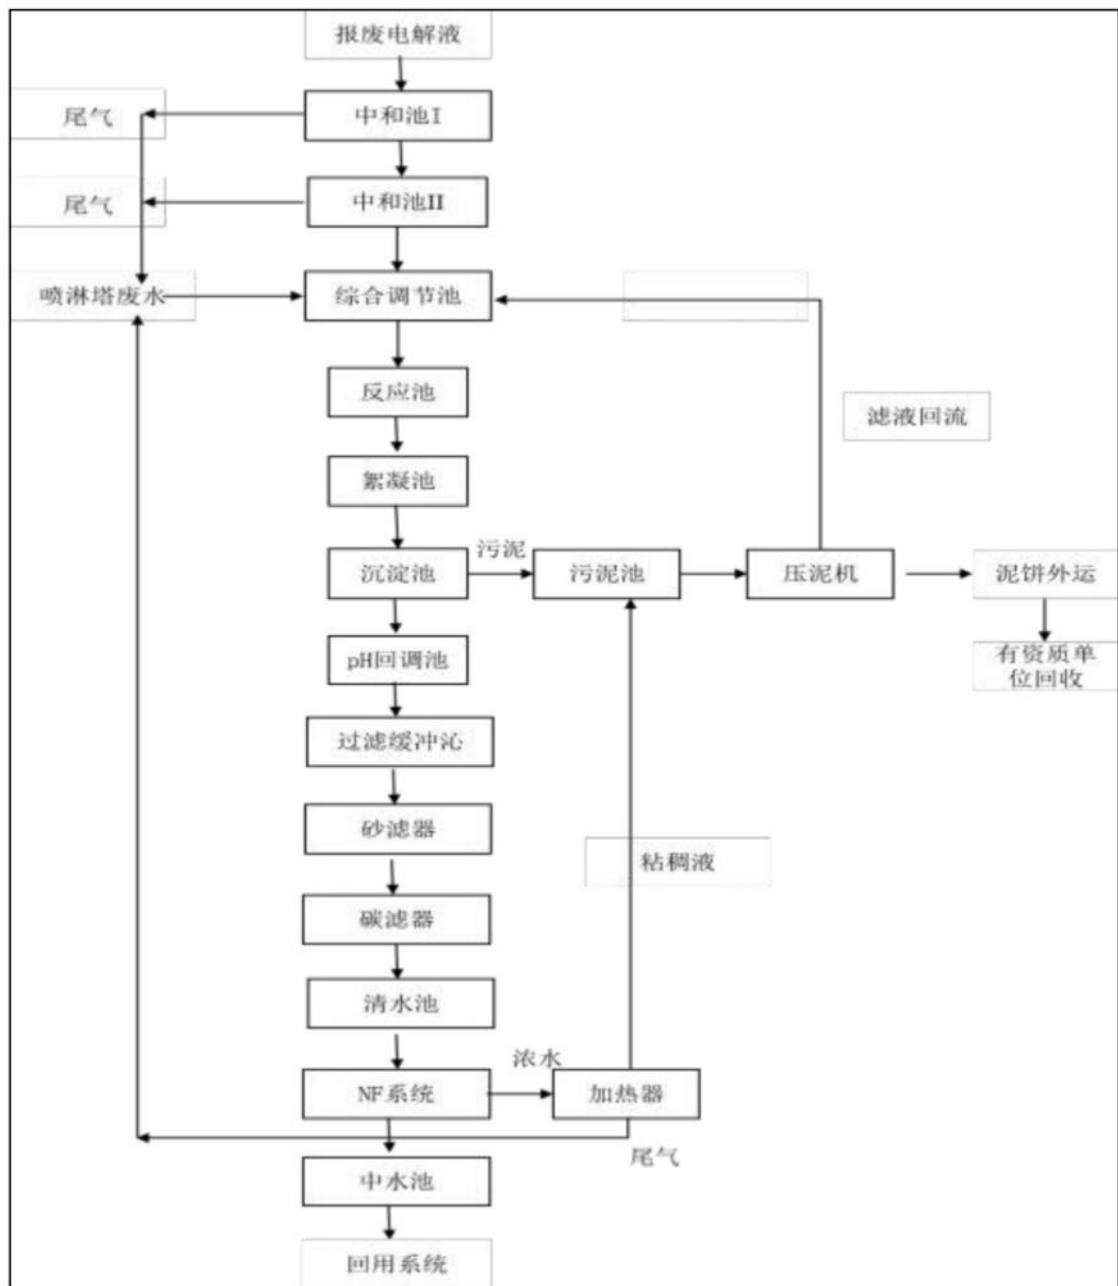 报废电解液
尾气
中和池I
尾气
中和池II
喷淋塔废水
综合调节池
反应池
滤液回流
絮凝池
污泥
沉淀池
污泥池
压泥机
泥饼外运
pH回调池
有资质单
位回收
过滤缓冲沁
砂滤器
粘稠液
碳滤器
清水池
浓水
NF系统
加热器
尾气
中水池
回用系统